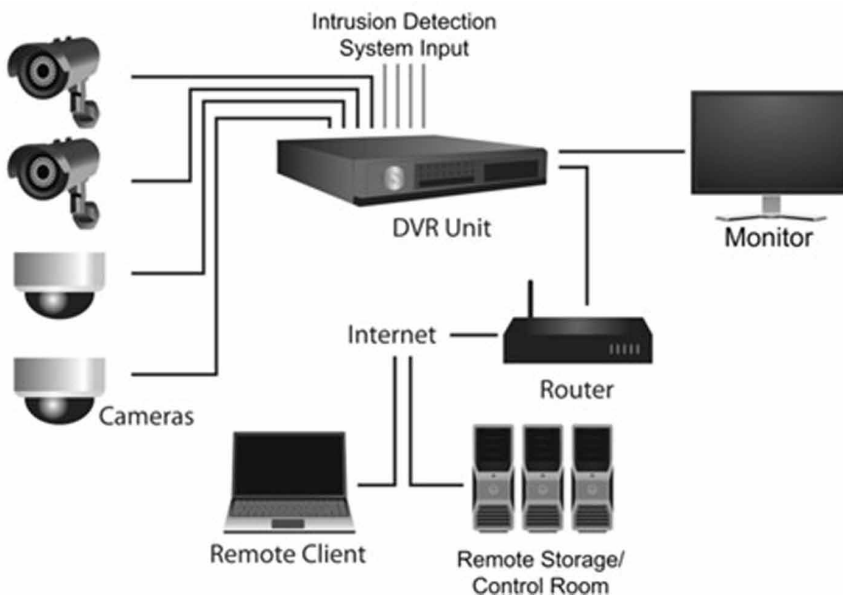 Intrusion Detection
System Input
DVR Unit
Monitor
Internet
Router
Cameras
Remote Client
Remote Storage/
Control Room